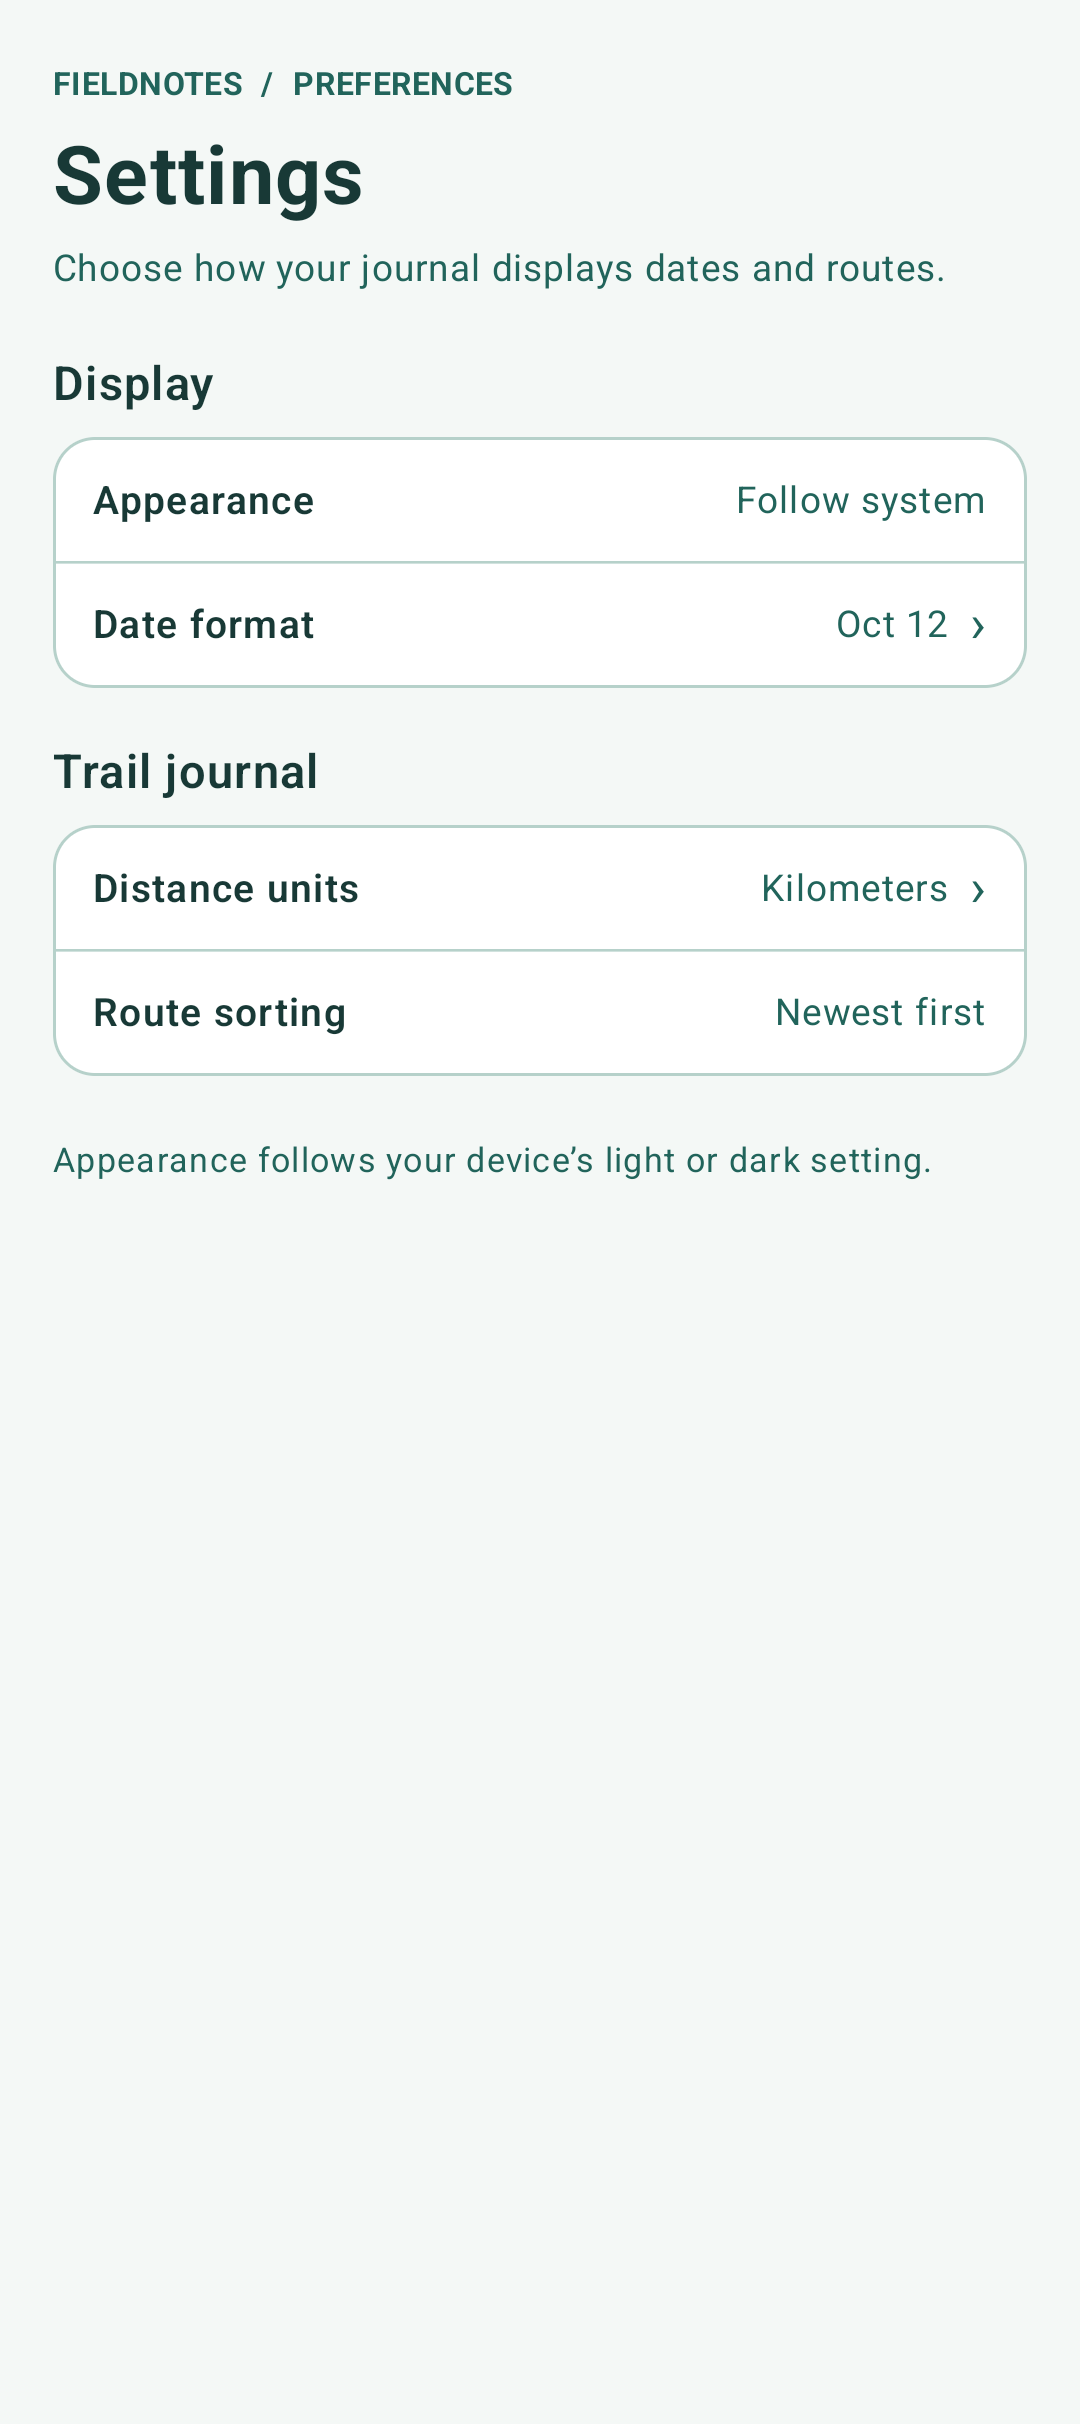 FIELDNOTES / PREFERENCES
Settings
Choose how your journal displays dates and routes.
Display
Appearance Follow system
Date format Oct 12 ›
Trail journal
Distance units Kilometers ›
Route sorting Newest first
Appearance follows your device’s light or dark setting.